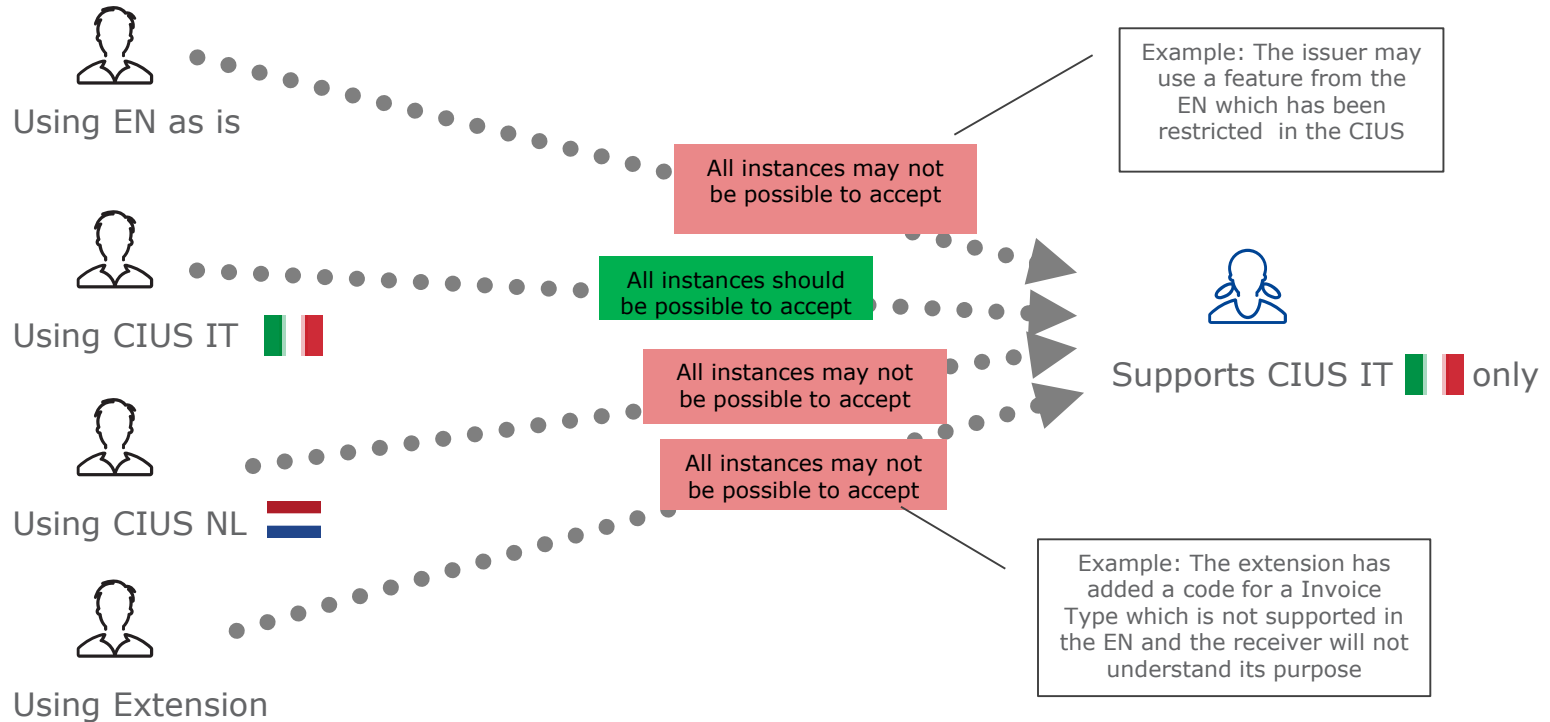 Using EN as is
Example: The issuer may
use a feature from the
EN which has been
restricted in the CIUS
All instances may not
be possible to accept
Using CIUS IT
All instances should
be possible to accept
Supports CIUS IT only
Using CIUS NL
All instances may not
be possible to accept
Using Extension
All instances may not
be possible to accept
Example: The extension has
added a code for a Invoice
Type which is not supported in
the EN and the receiver will not
understand its purpose